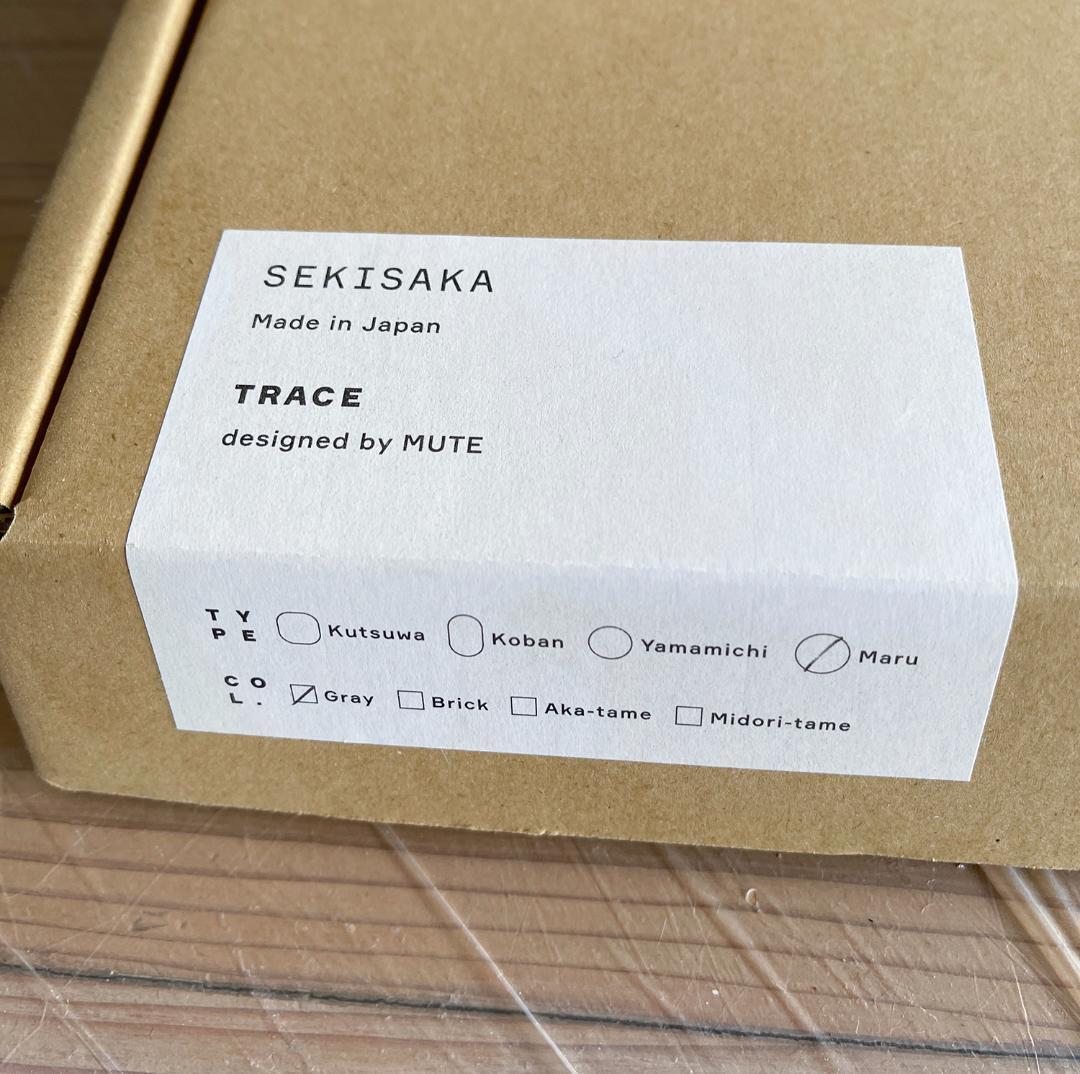 SEKISAKA
Made in Japan
TRACE
designed by MUTE
TYPE Kutsuwa Koban Yamamichi Maru
COL. Gray Brick Aka-tame Midori-tame